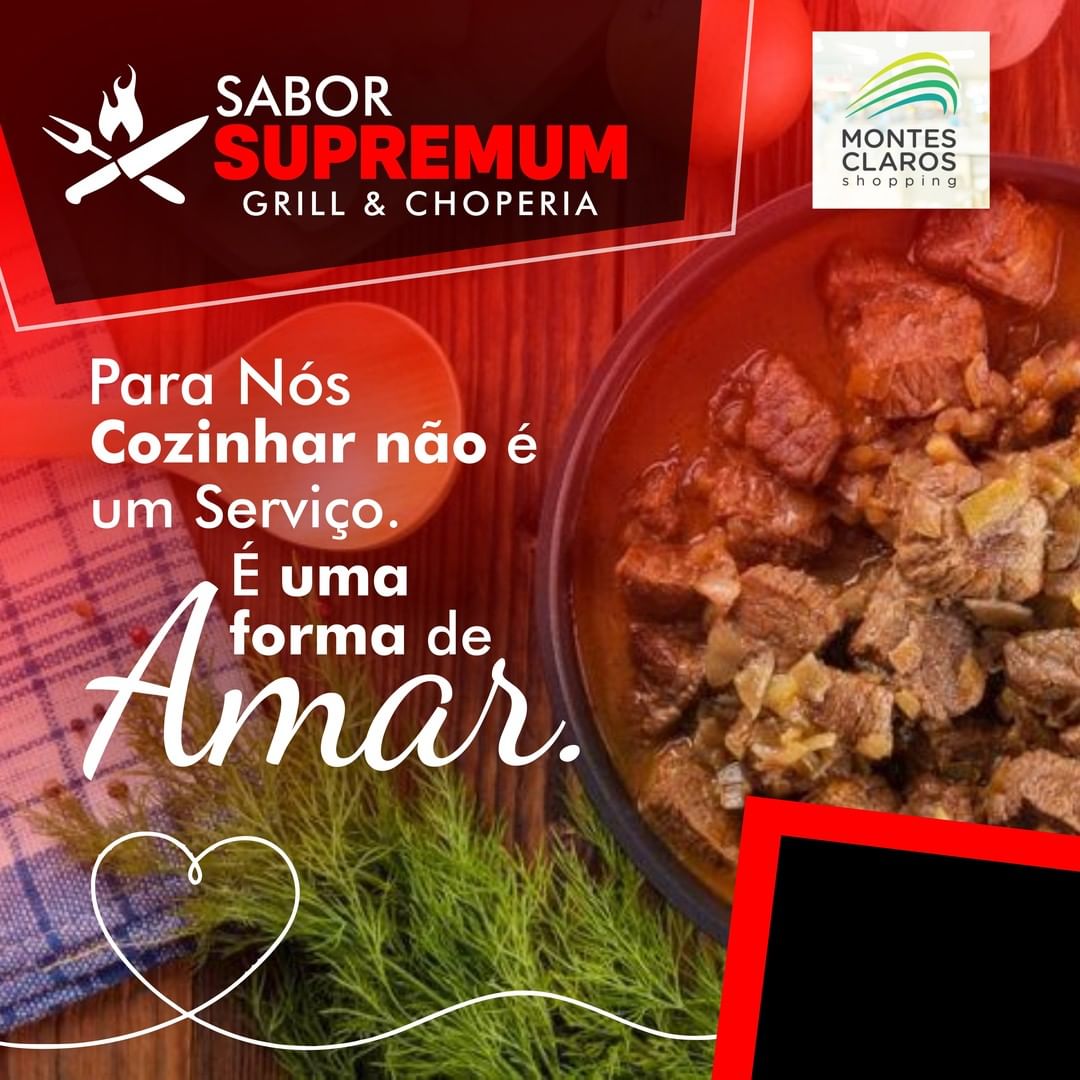 SABOR
SUPREMUM
GRILL & CHOPERIA
MONTES
CLAROS
shopping
Para Nós
Cozinhar não é
um Serviço.
É uma
forma de
Amar.